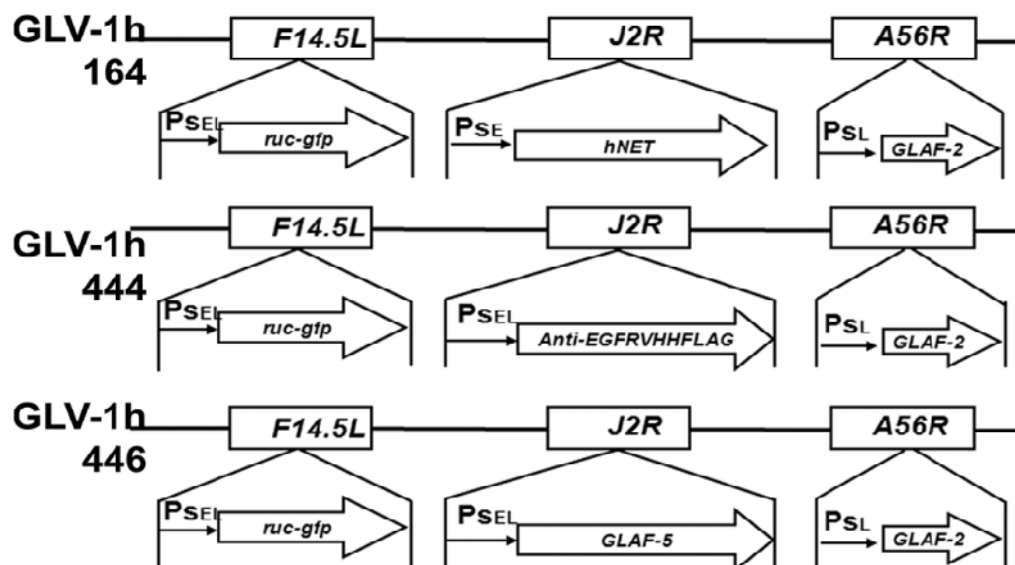 GLV-1h F14.5L J2R A56R
164
PSEL ruc-gfp PSE hNET PSL GLAF-2
GLV-1h F14.5L J2R A56R
444
PSEL ruc-gfp PSEL Anti-EGFRVHHFLAG PSL GLAF-2
GLV-1h F14.5L J2R A56R
446
PSEL ruc-gfp PSEL GLAF-5 PSL GLAF-2